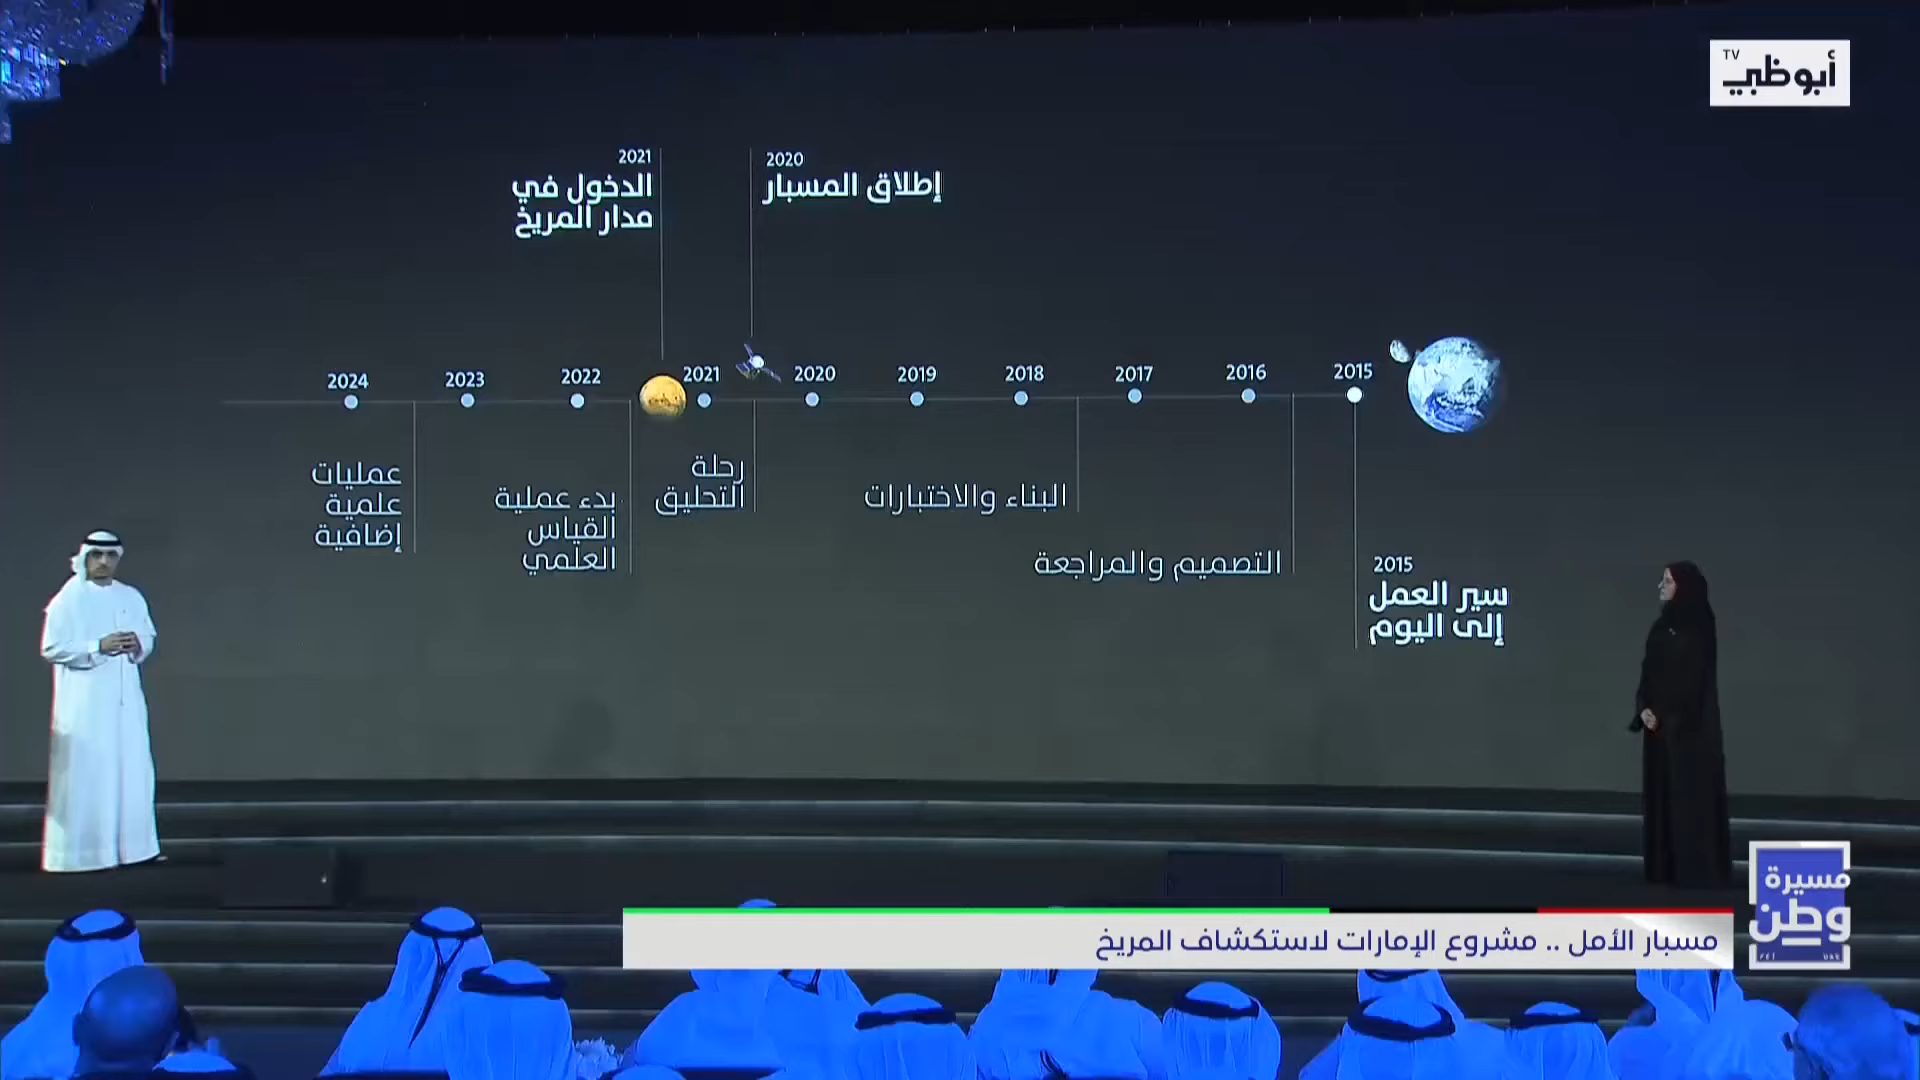 أبوظبي
TV
2020
إطلاق المسبار
2021
الدخول في
مدار المريخ
2015
2016
2017
2018
2019
2020
2021
2022
2023
2024
2015
سير العمل
إلى اليوم
التصميم والمراجعة
البناء والاختبارات
رحلة
التحليق
بدء عملية
القياس
العلمي
عمليات
علمية
إضافية
مسيرة
وطن
مسبار الأمل .. مشروع الإمارات لاستكشاف المريخ